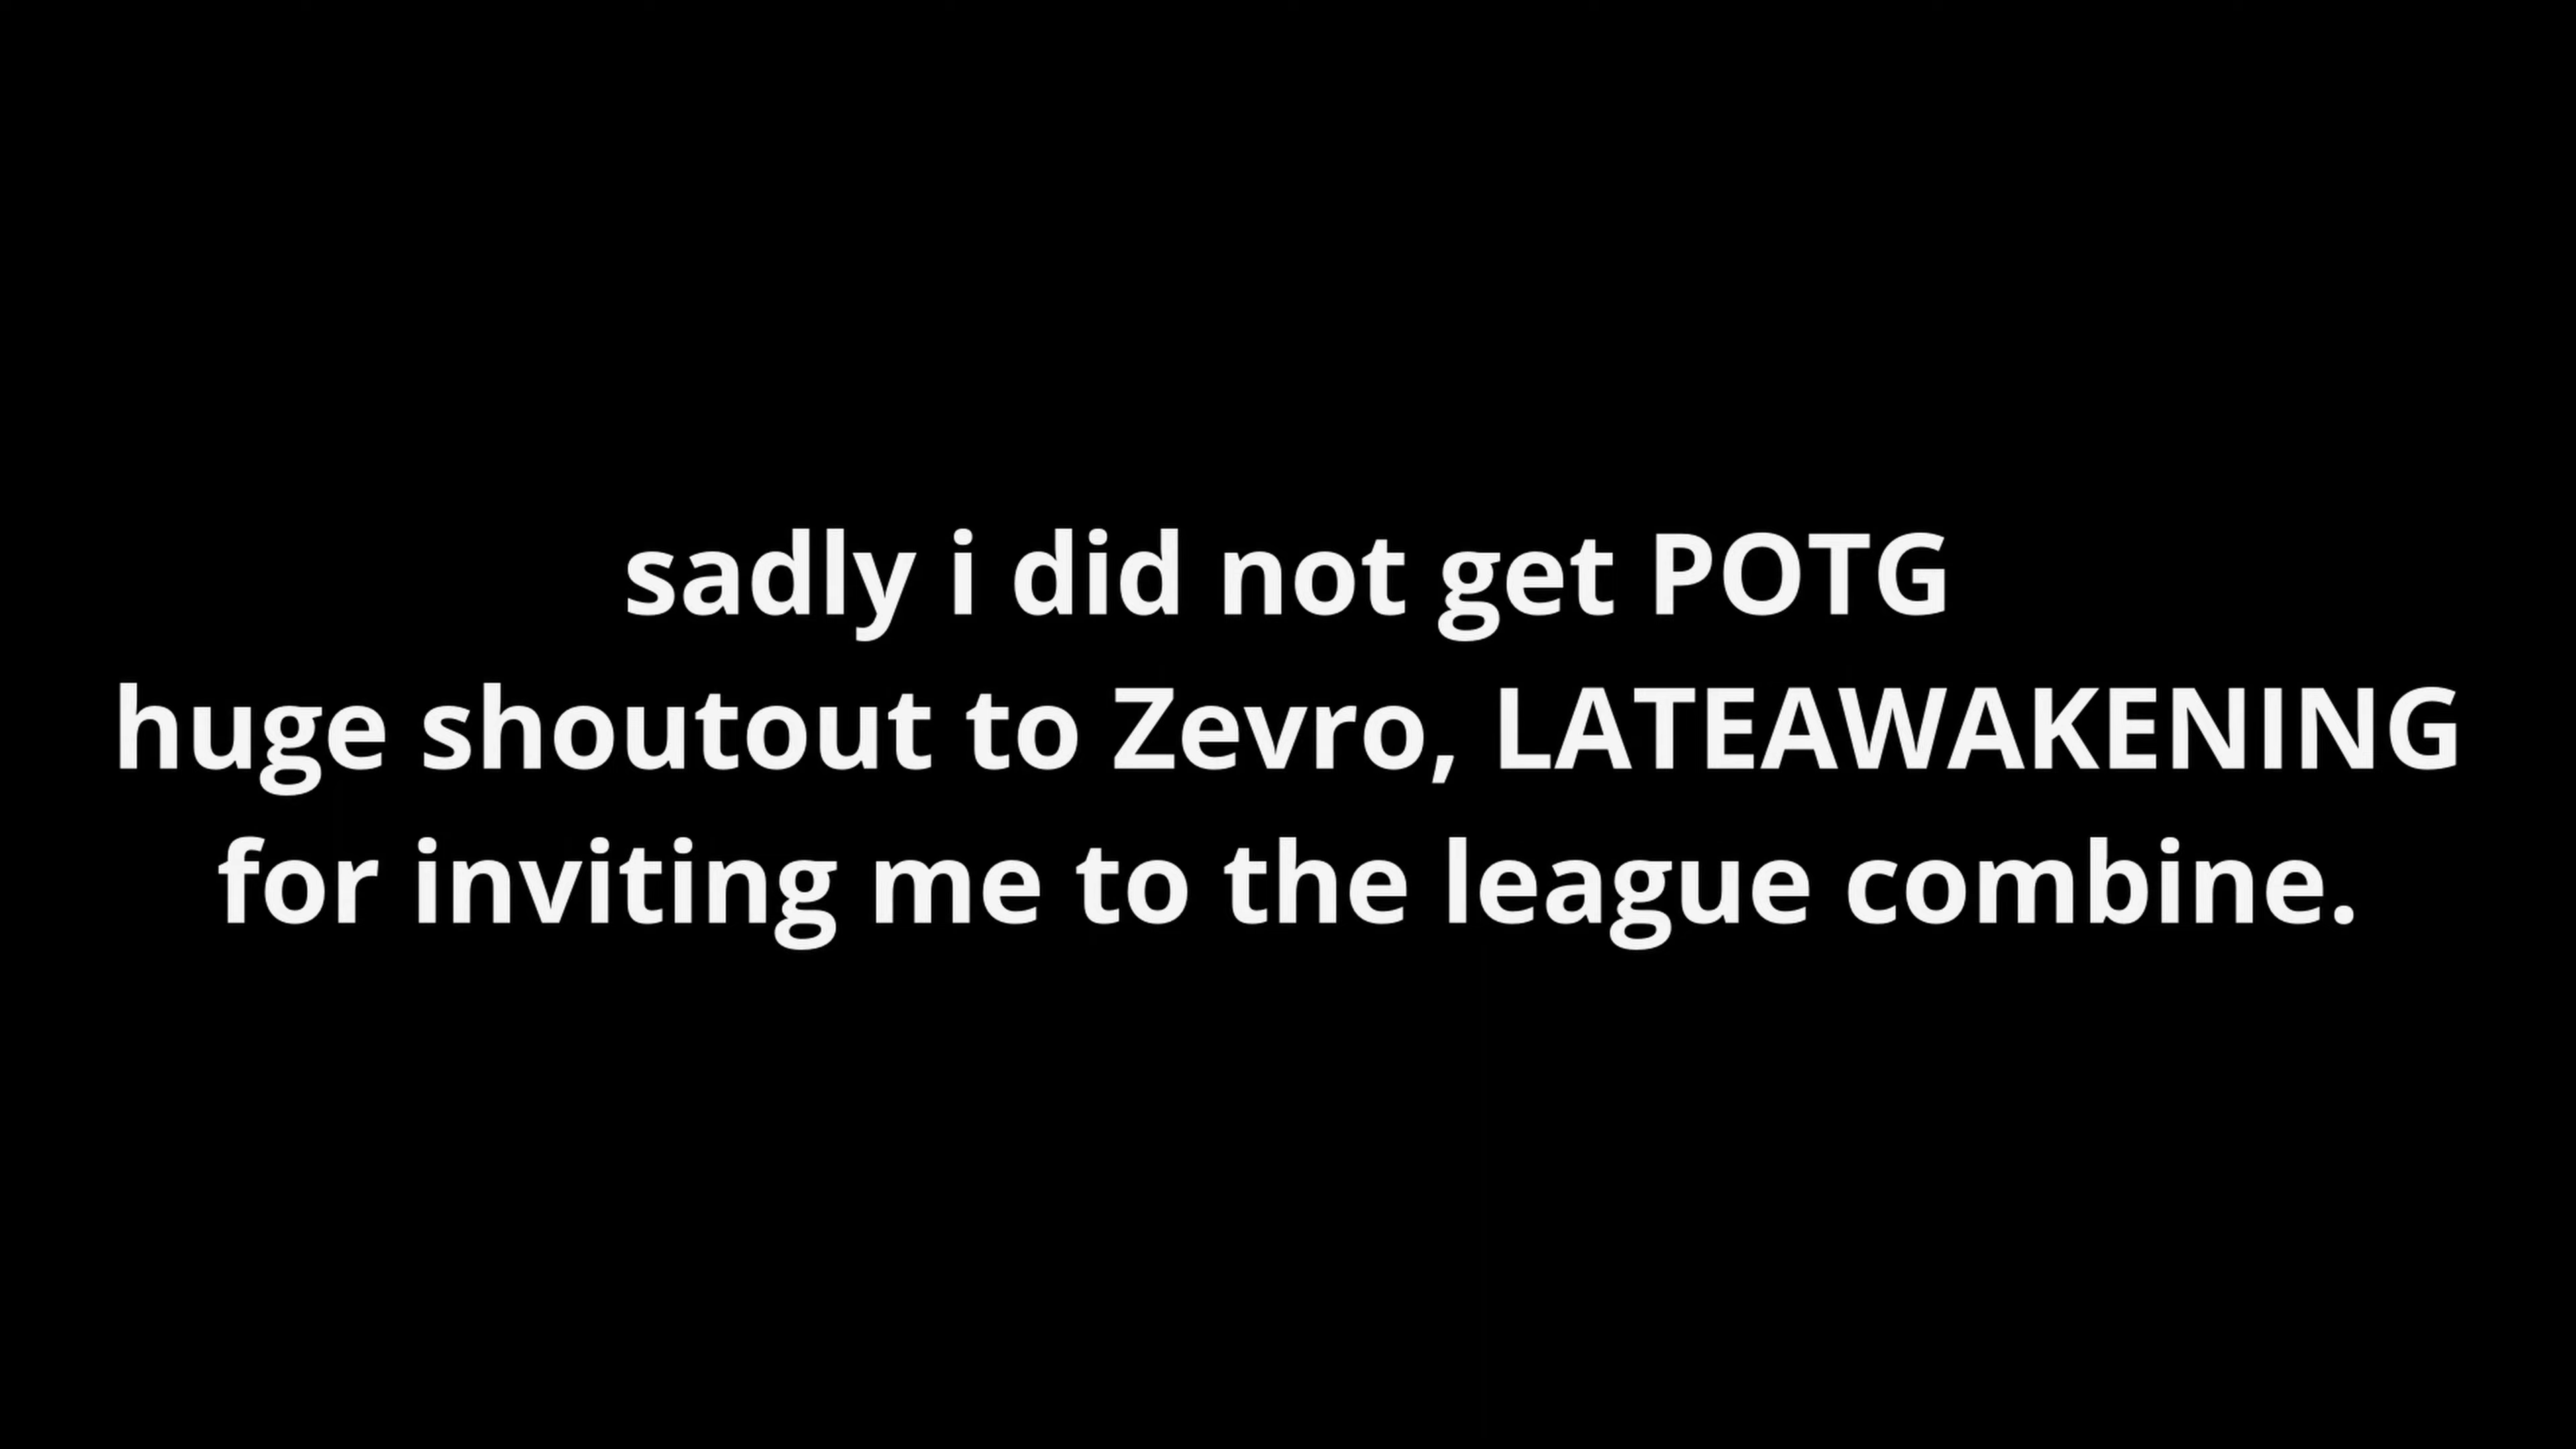 sadly i did not get POTG
huge shoutout to Zevro, LATEAWAKENING
for inviting me to the league combine.